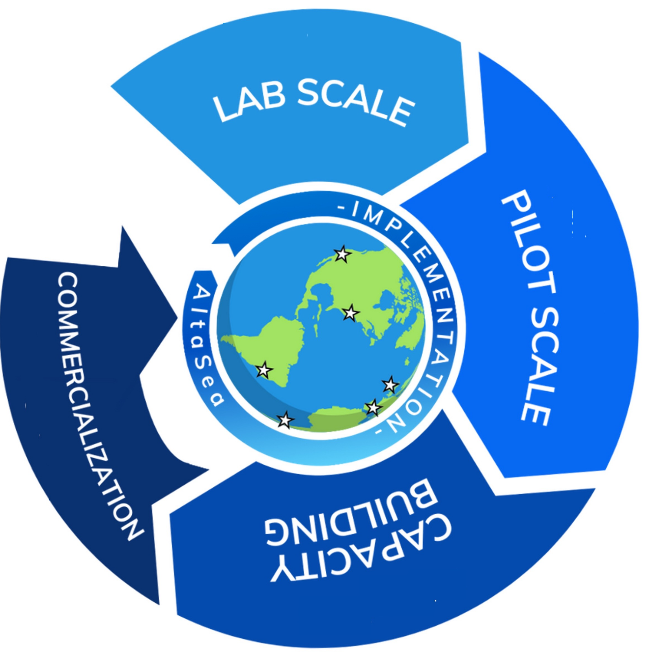 LAB SCALE
PILOT SCALE
CAPACITY
BUILDING
COMMERCIALIZATION
-IMPLEMENTATION-
AltaSea